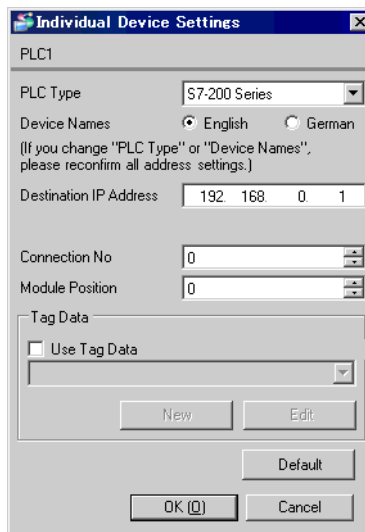 Individual Device Settings
PLC1
PLC Type S7-200 Series
Device Names English German
(If you change "PLC Type" or "Device Names",
please reconfirm all address settings.)
Destination IP Address 192. 168. 0. 1
Connection No 0
Module Position 0
Tag Data
Use Tag Data
New Edit
Default
OK (O) Cancel